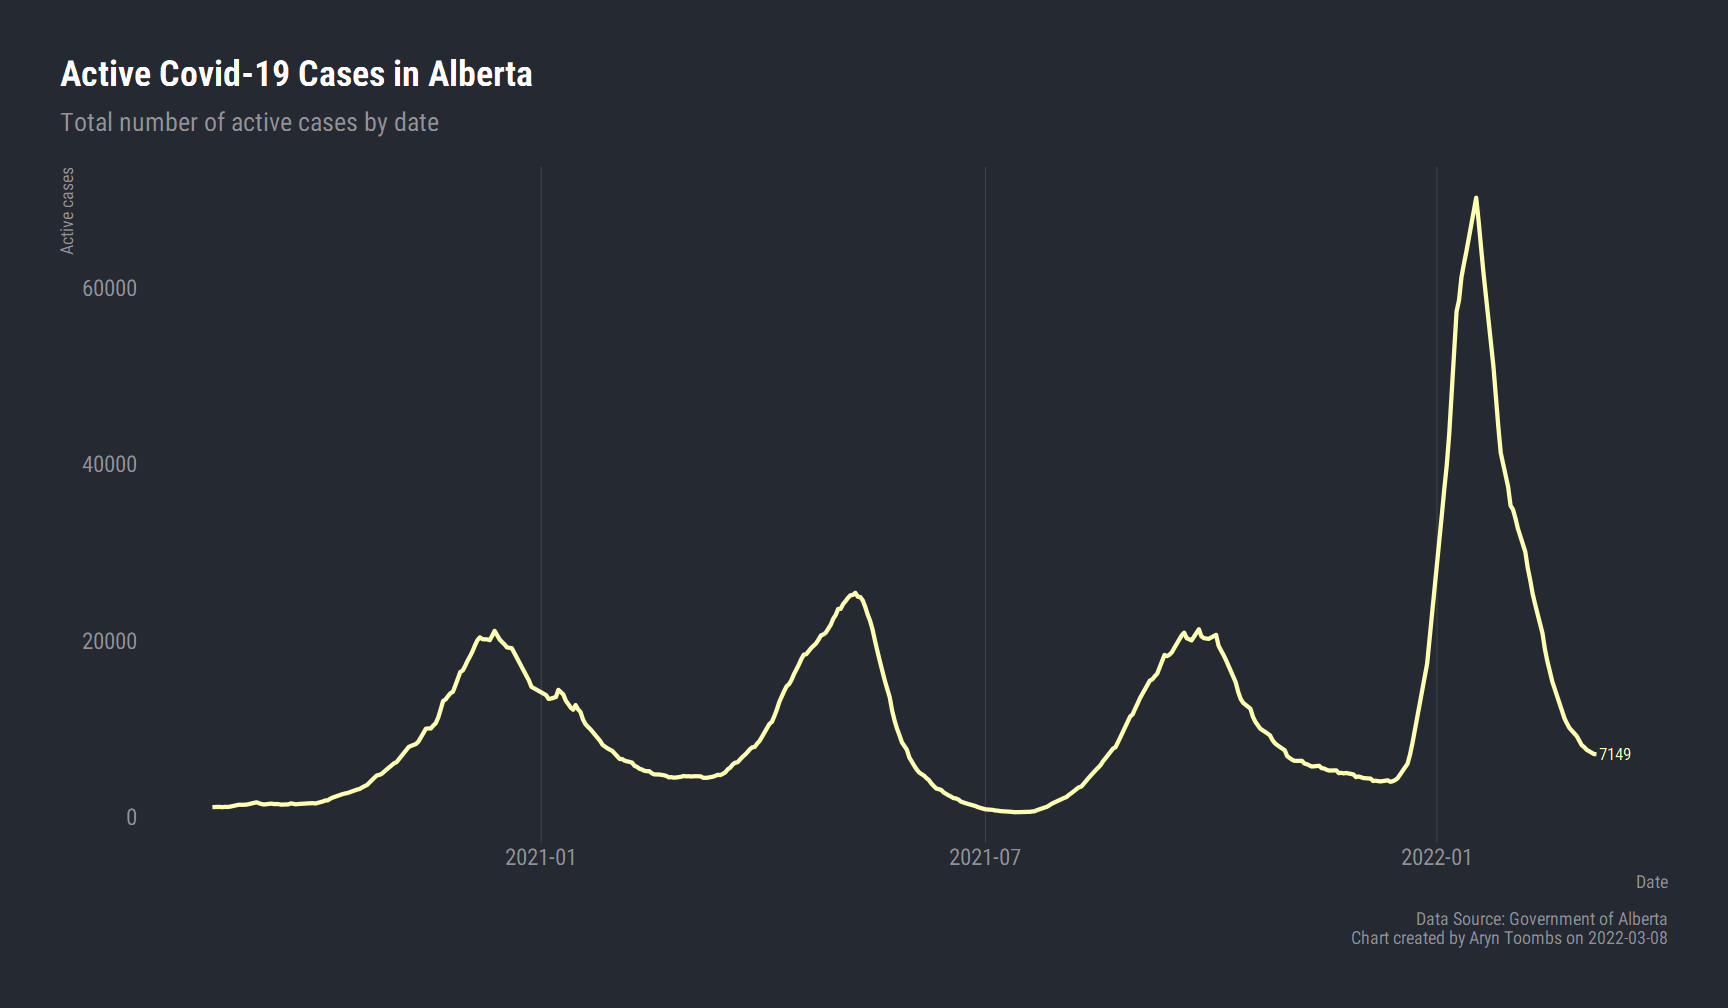 Active Covid-19 Cases in Alberta
Total number of active cases by date
Active cases
60000
40000
20000
0
7149
2021-01
2021-07
2022-01
Date
Data Source: Government of Alberta
Chart created by Aryn Toombs on 2022-03-08